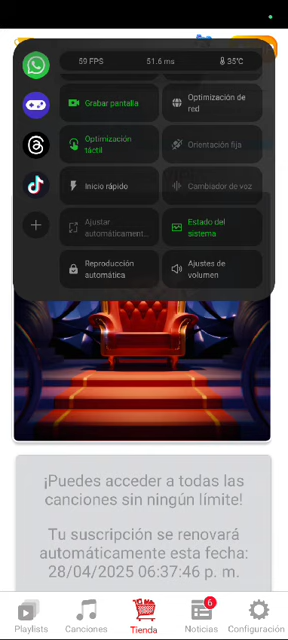 59 FPS
51.6 ms
35°C
Grabar pantalla
Optimización de
red
Optimización
táctil
Orientación fija
Inicio rápido
Cambiador de voz
Ajustar
automáticament...
Estado del
sistema
Reproducción
automática
Ajustes de
volumen
¡Puedes acceder a todas las
canciones sin ningún límite!
Tu suscripción se renovará
automáticamente esta fecha:
28/04/2025 06:37:46 p. m.
6
Playlists
Canciones
Tienda
Noticias
Configuración